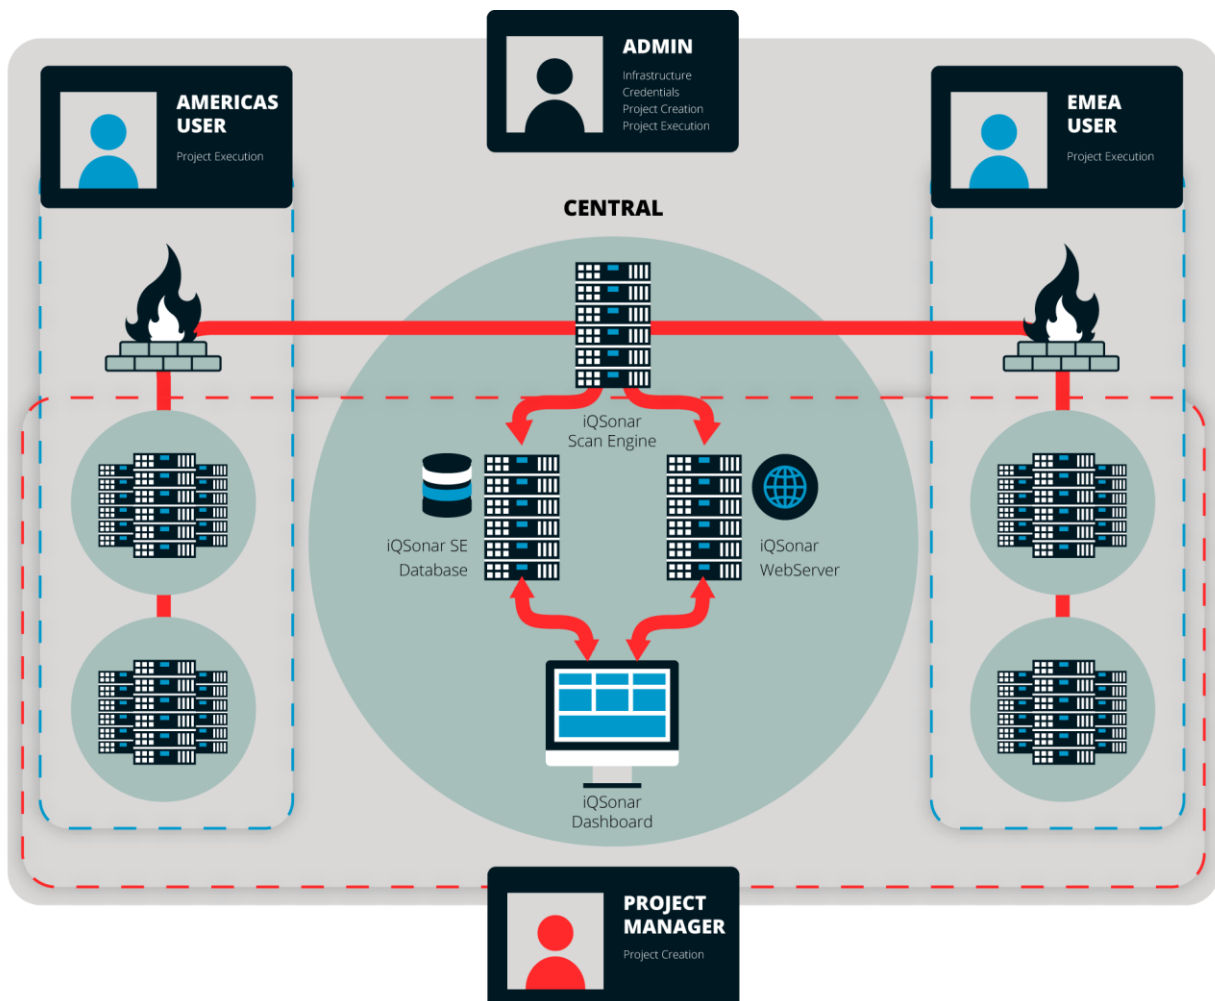 ADMIN
Infrastructure
Credentials
Project Creation
Project Execution
AMERICAS
USER
Project Execution
EMEA
USER
Project Execution
CENTRAL
iQSonar
Scan Engine
iQSonar SE
Database
iQSonar
WebServer
iQSonar
Dashboard
PROJECT
MANAGER
Project Creation